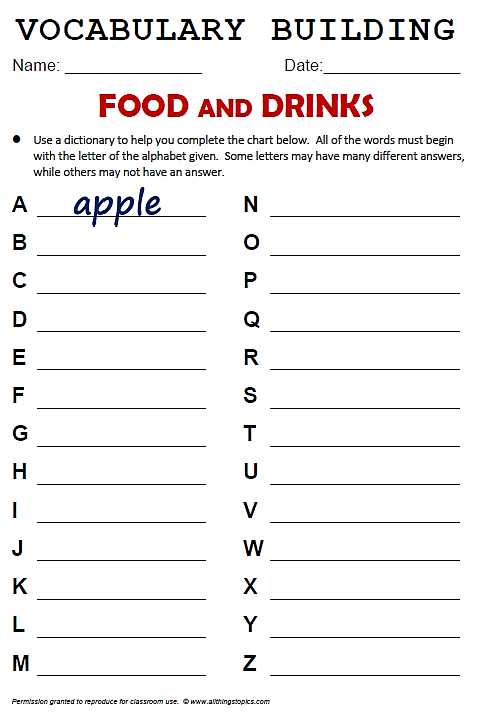 VOCABULARY BUILDING
Name: _______________ Date:_______________
FOOD AND DRINKS
● Use a dictionary to help you complete the chart below. All of the words must begin
with the letter of the alphabet given. Some letters may have many different answers,
while others may not have an answer.
A apple
B
C
D
E
F
G
H
I
J
K
L
M
N
O
P
Q
R
S
T
U
V
W
X
Y
Z
Permission granted to reproduce for classroom use. © www.allthingstopics.com